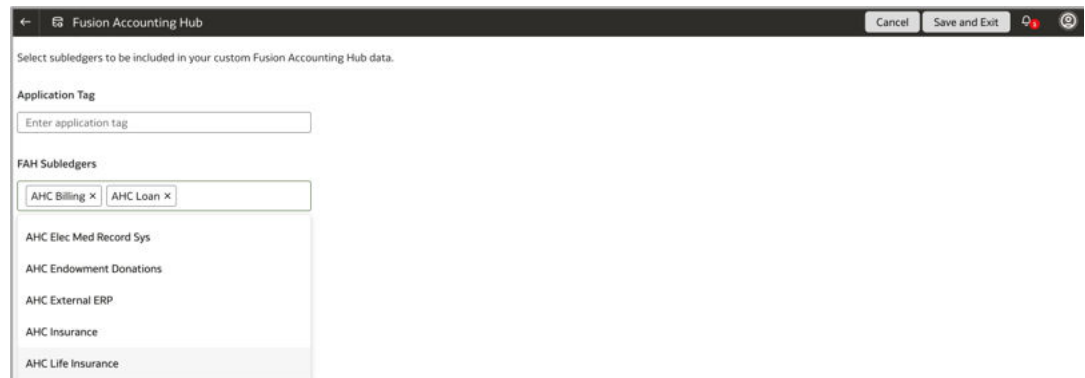 Fusion Accounting Hub
Cancel
Save and Exit
Select subledgers to be included in your custom Fusion Accounting Hub data.
Application Tag
Enter application tag
FAH Subledgers
AHC Billing × AHC Loan ×
AHC Elec Med Record Sys
AHC Endowment Donations
AHC External ERP
AHC Insurance
AHC Life Insurance